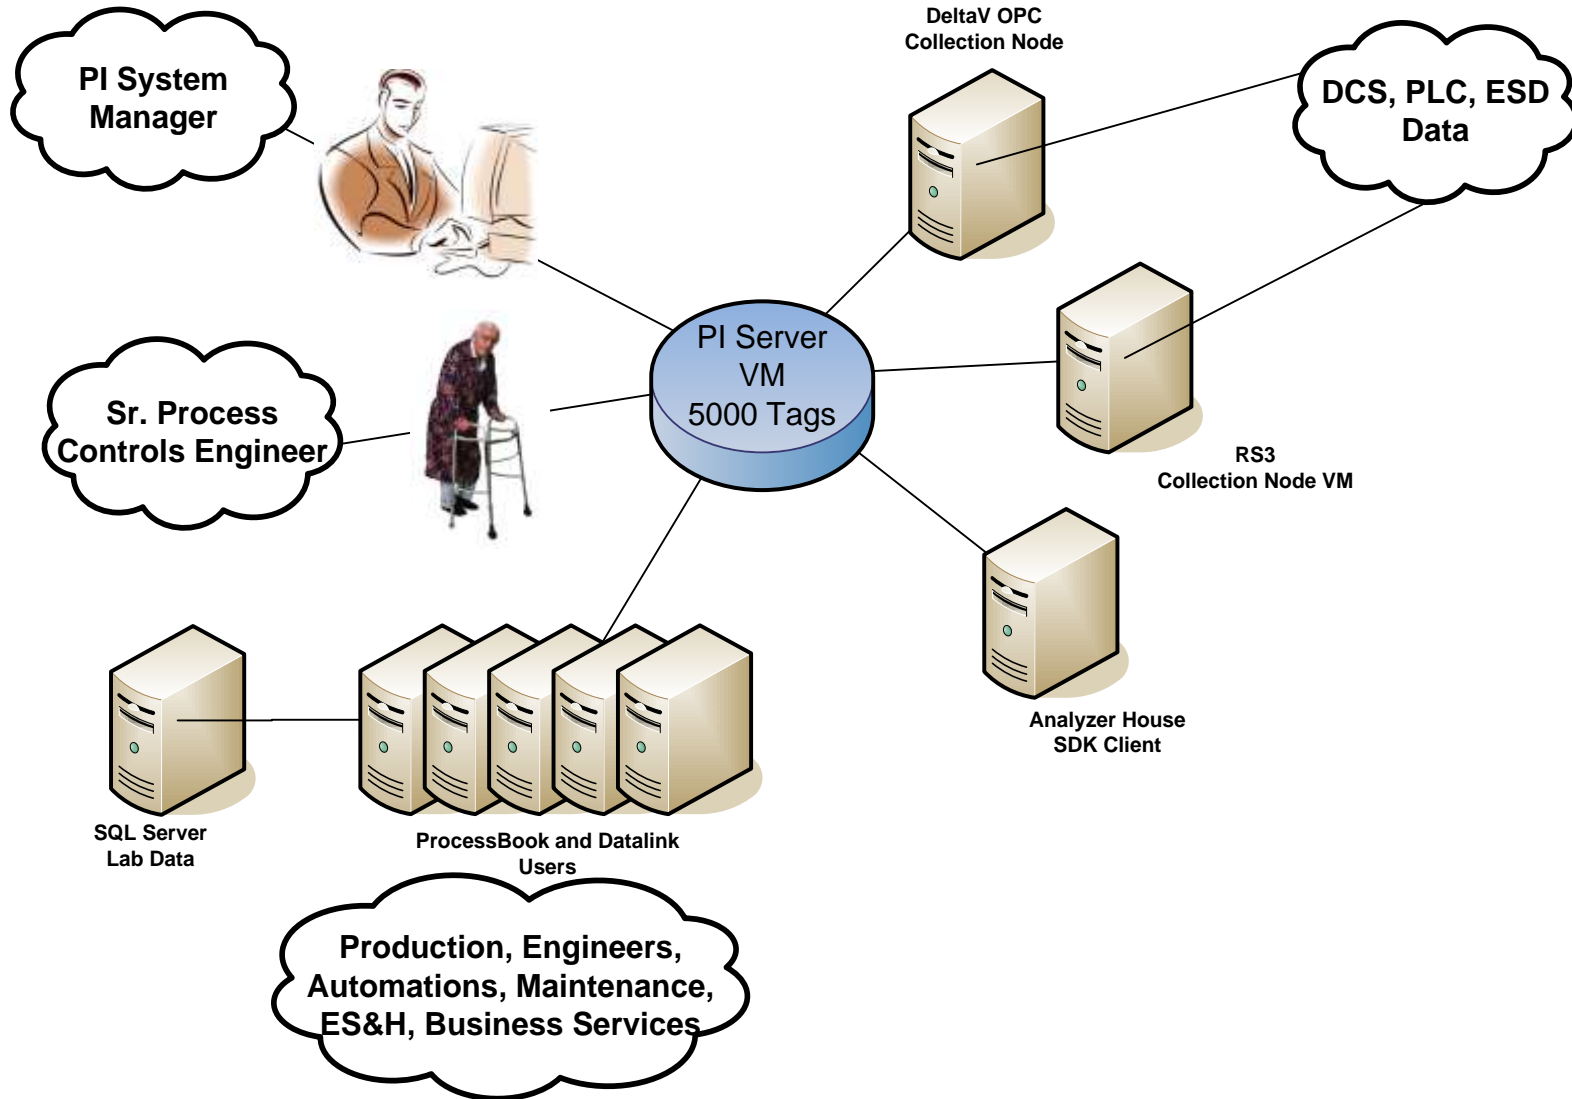 DeltaV OPC
Collection Node
PI System
Manager
DCS, PLC, ESD
Data
PI Server
VM
5000 Tags
Sr. Process
Controls Engineer
RS3
Collection Node VM
Analyzer House
SDK Client
SQL Server
Lab Data
ProcessBook and Datalink
Users
Production, Engineers,
Automations, Maintenance,
ES&H, Business Services